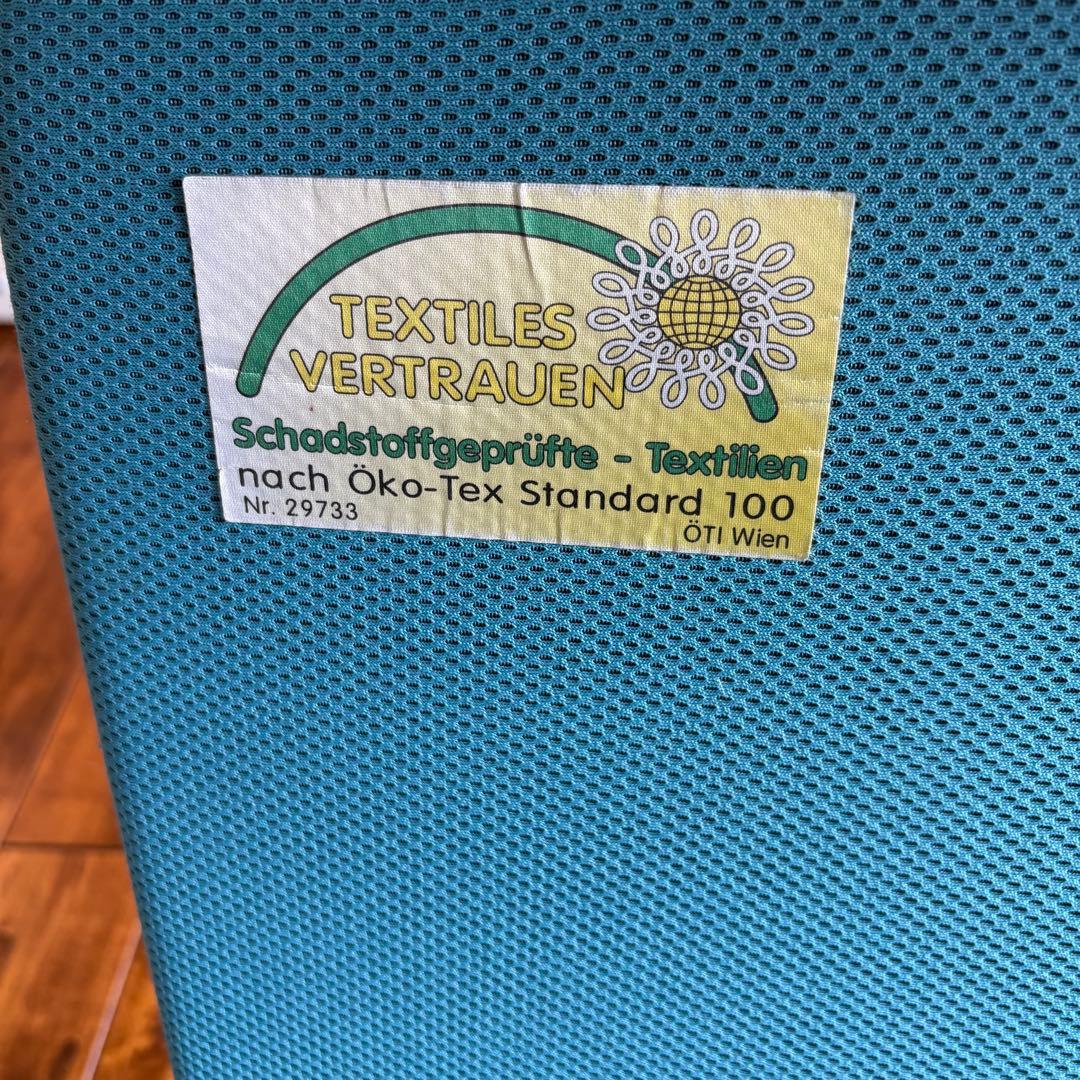 TEXTILES
VERTRAUEN
Schadstoffgeprüfte - Textilien
nach Öko-Tex Standard 100
Nr. 29733
ÖTI Wien